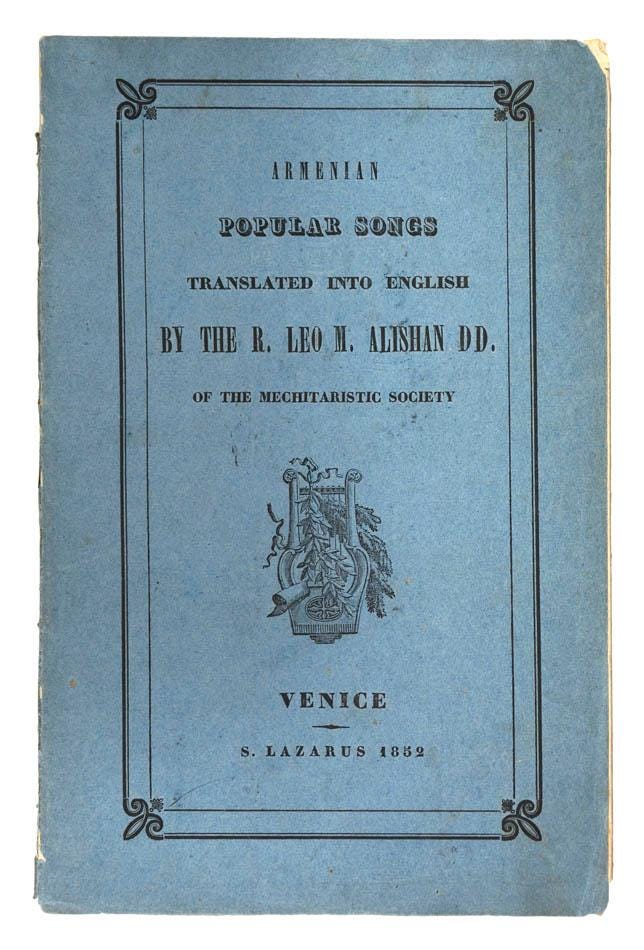 ARMENIAN
POPULAR SONGS
TRANSLATED INTO ENGLISH
BY THE R. LEO M. ALISHAN DD.
OF THE MECHITARISTIC SOCIETY
VENICE
S. LAZARUS 1852